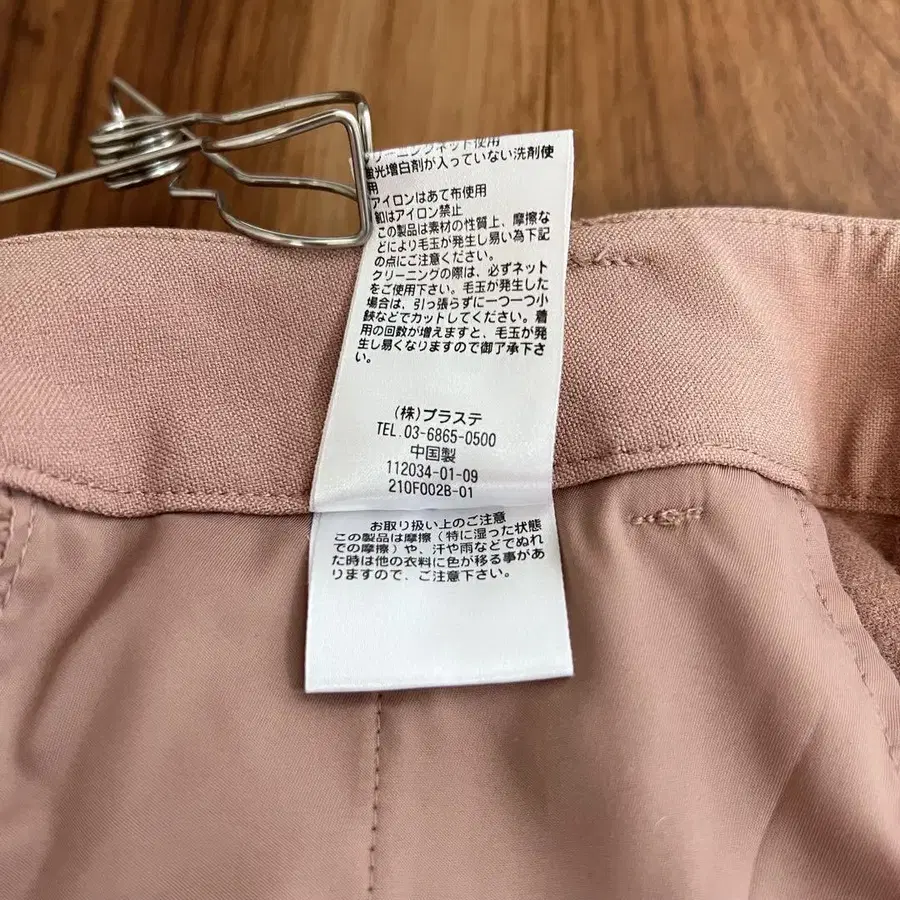 クリーニングネット使用
蛍光増白剤が入っていない洗剤使
用
アイロンはあて布使用
釦はアイロン禁止
この製品は素材の性質上、摩擦な
どにより毛玉が発生し易い為下記
の点にご注意ください。
クリーニングの際は、必ずネット
をご使用下さい。毛玉が発生した
場合は、引っ張らずに一つ一つ小
鋏などでカットしてください。着
用の回数が増えますと、毛玉が発
生し易くなりますので御了承下さ
い。
(株)プラステ
TEL.03-6865-0500
中国製
112034-01-09
210F002B-01
お取り扱い上のご注意
この製品は摩擦（特に湿った状態
での摩擦）や、汗や雨などでぬれ
た時は他の衣料に色が移る事があ
りますので、ご注意下さい。